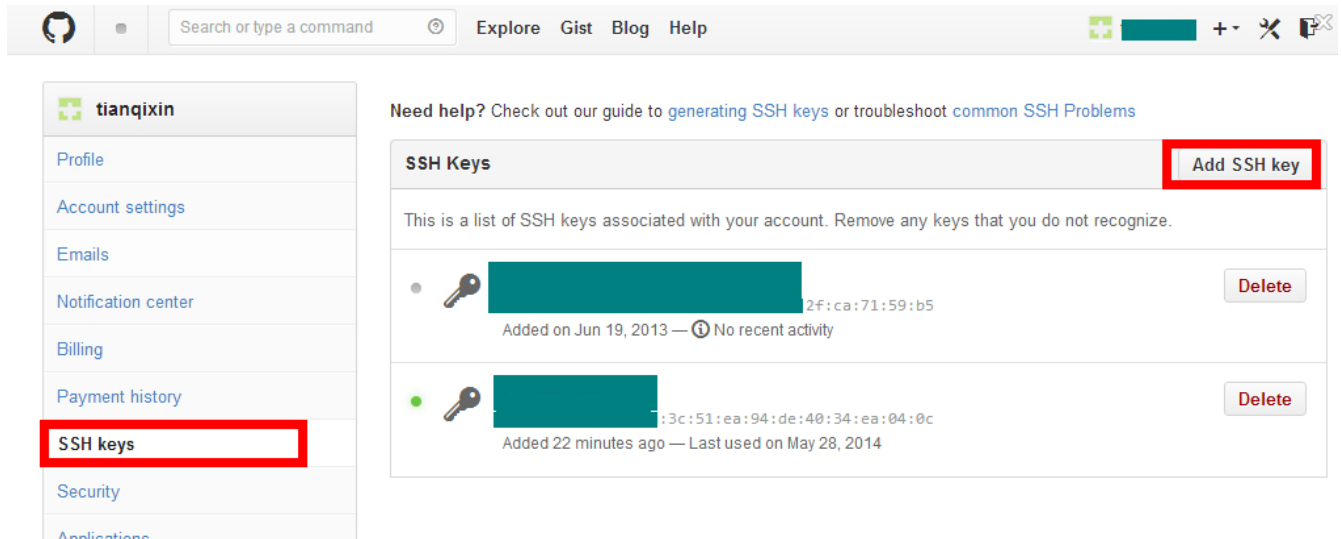 Search or type a command
Explore Gist Blog Help
tianqixin
Need help? Check out our guide to generating SSH keys or troubleshoot common SSH Problems
Profile
Account settings
Emails
Notification center
Billing
Payment history
SSH keys
Security
Applications
SSH Keys
Add SSH key
This is a list of SSH keys associated with your account. Remove any keys that you do not recognize.
2f:ca:71:59:b5
Delete
Added on Jun 19, 2013 — No recent activity
:3c:51:ea:94:de:40:34:ea:04:0c
Delete
Added 22 minutes ago — Last used on May 28, 2014